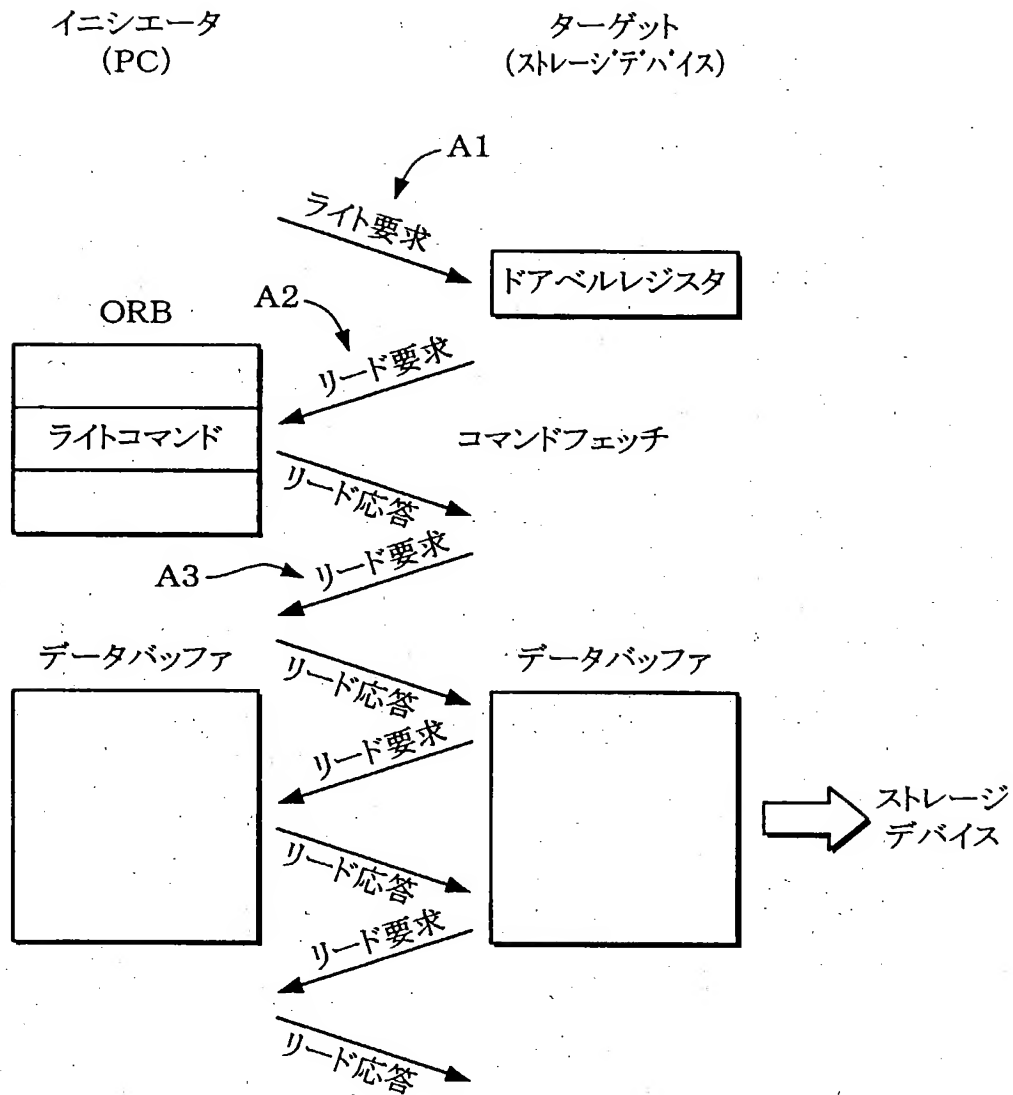 イニシエータ
(PC)
ターゲット
(ストレージデバイス)
A1
ライト要求
ドアベルレジスタ
A2
ORB
リード要求
ライトコマンド
コマンドフェッチ
リード応答
A3
リード要求
データバッファ
データバッファ
リード応答
リード要求
ストレージ
デバイス
リード応答
リード要求
リード応答